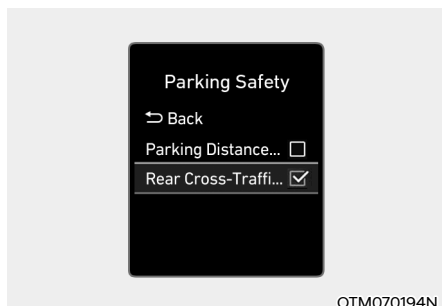 Parking Safety
Back
Parking Distance...
Rear Cross-Traffi...
OTM070194N